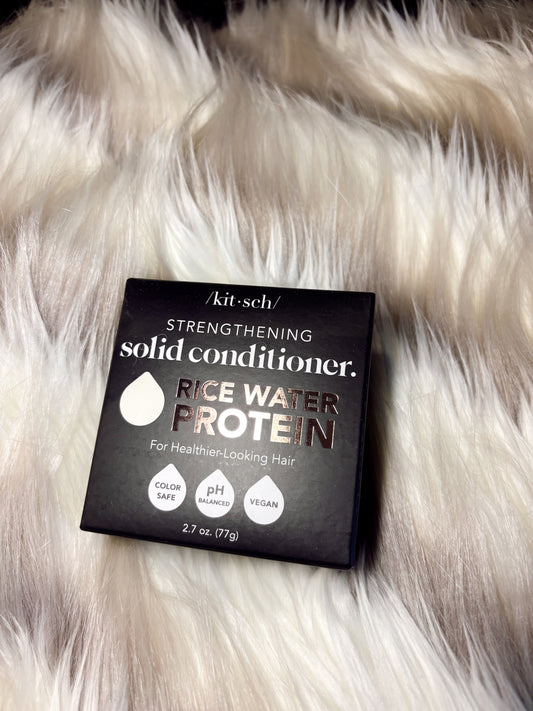 /kit·sch/
STRENGTHENING
solid conditioner.
RICE WATER
PROTEIN
For Healthier-Looking Hair
COLOR
SAFE
pH
BALANCED
VEGAN
2.7 oz. (77g)